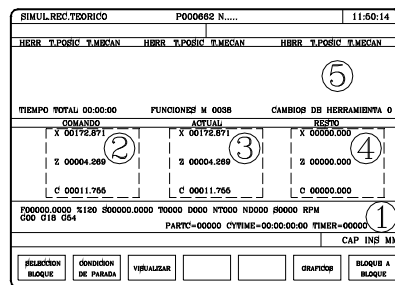 SIMUL.REC.TEORICO P000662 N..... 11:50:14
HERR T.POSIC T.MECAN HERR T.POSIC T.MECAN HERR T.POSIC T.MECAN
5
TIEMPO TOTAL 00:00:00 FUNCIONES M 0038 CAMBIOS DE HERRAMIENTA 0
COMANDO ACTUAL RESTO
X 00172.871 X 00172.871 X 00000.000
2 3 4
Z 00004.269 Z 00004.269 Z 00000.000
C 00011.755 C 00011.755 C 00000.000
F00000.0000 %120 S00000.0000 T0000 D000 NT000 ND000 S0000 RPM
G00 G18 G54
PARTC=00000 CYTIME=00:00:00:00 TIMER=00000
1
CAP INS MM
SELECCION BLOQUE
CONDICION DE PARADA
VISUALIZAR
GRAFICOS
BLOQUE A BLOQUE